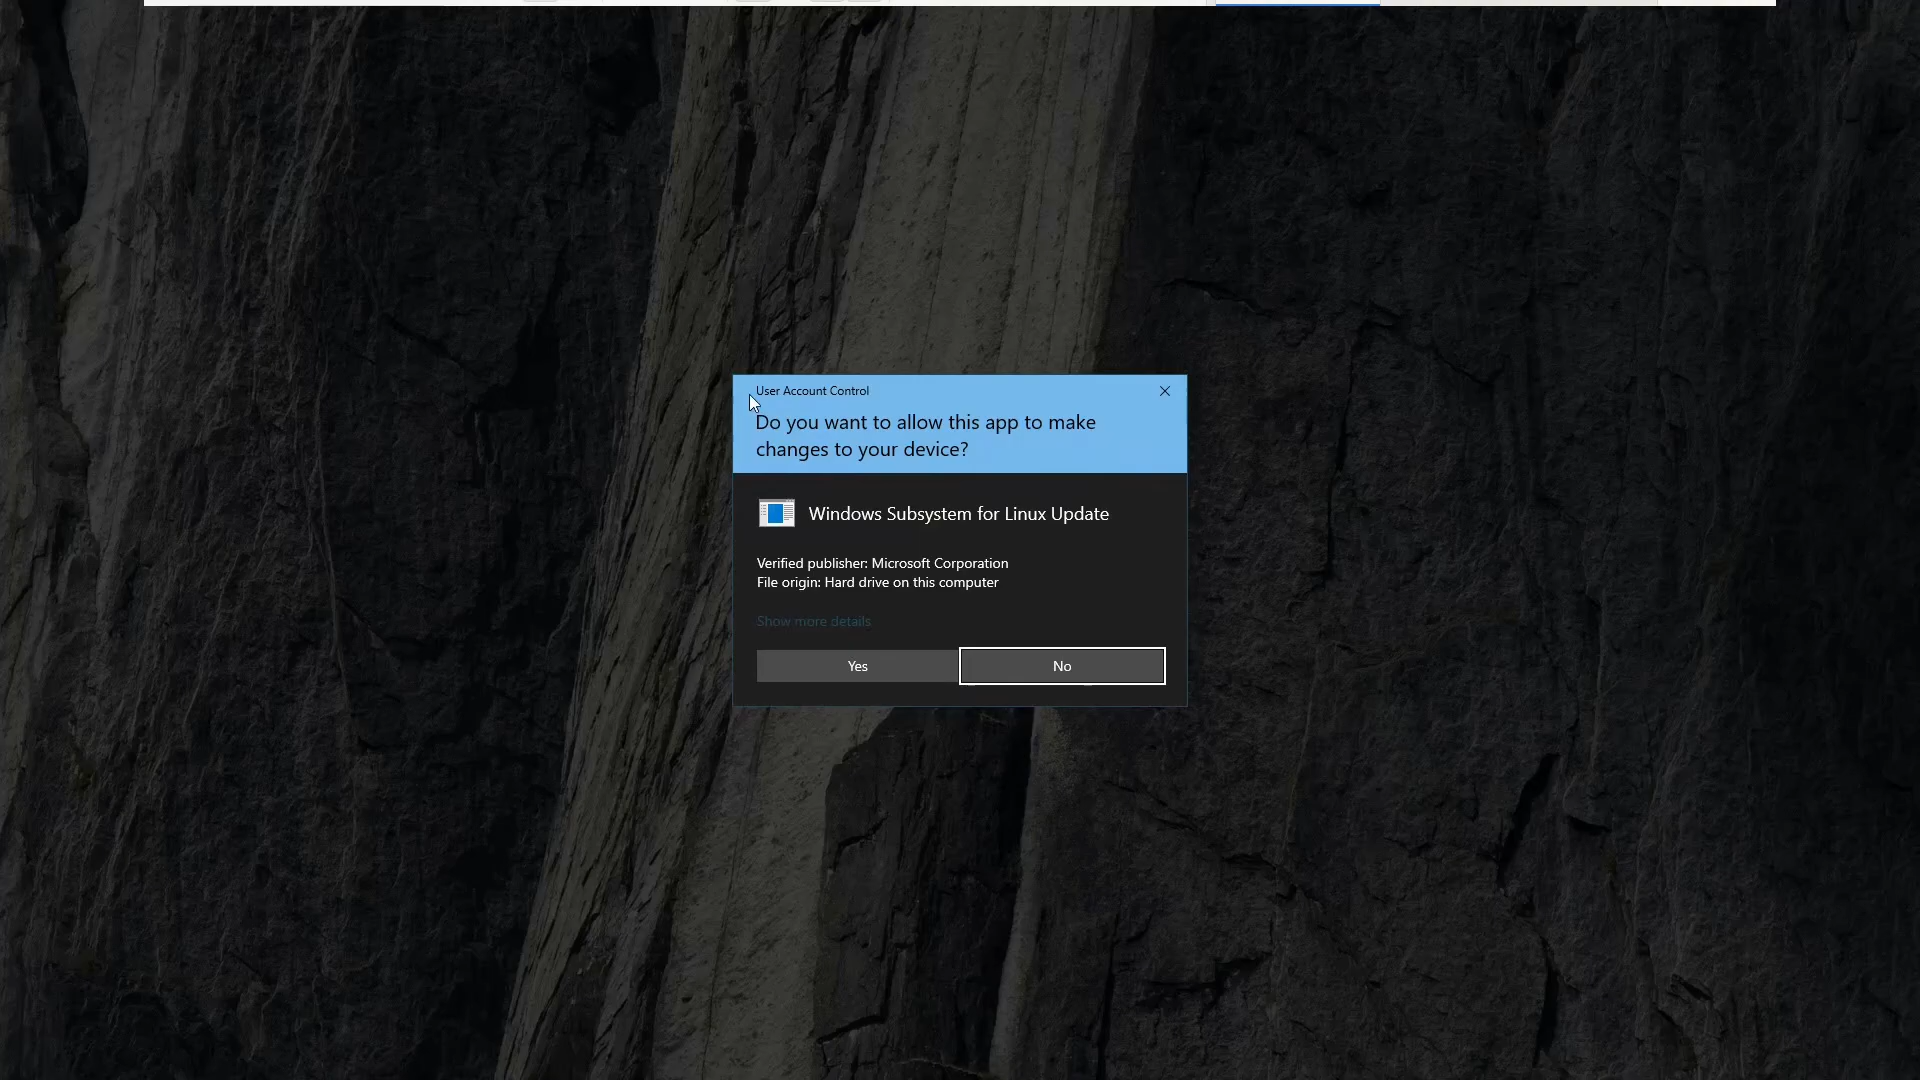 User Account Control
Do you want to allow this app to make
changes to your device?
Windows Subsystem for Linux Update
Verified publisher: Microsoft Corporation
File origin: Hard drive on this computer
Show more details
Yes
No